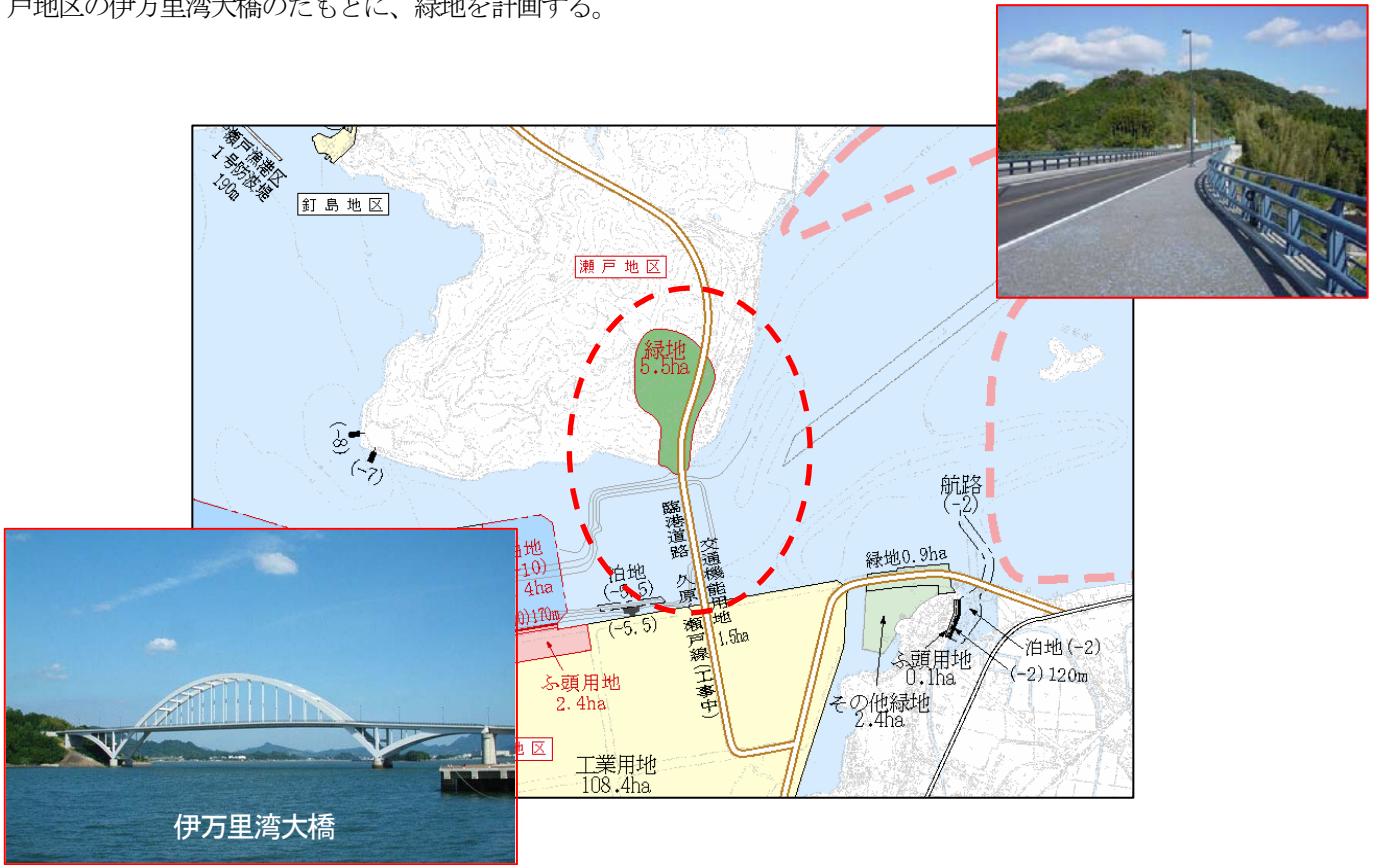 戸地区の伊万里湾大橋のたもとに、緑地を計画する。
瀬戸漁港区
1号防波堤
190m
釘島地区
瀬戸地区
緑地
5.5ha
(-8)
(-7)
航路
(-2)
臨港道路 久原瀬戸線(工事中)
交通機能用地
1.5ha
緑地0.9ha
地
10)
4ha
0)170m
泊地
(-5.5)
(-5.5)
泊地(-2)
(-2)120m
ふ頭用地
0.1ha
その他緑地
2.4ha
ふ頭用地
2.4ha
地区
工業用地
108.4ha
伊万里湾大橋